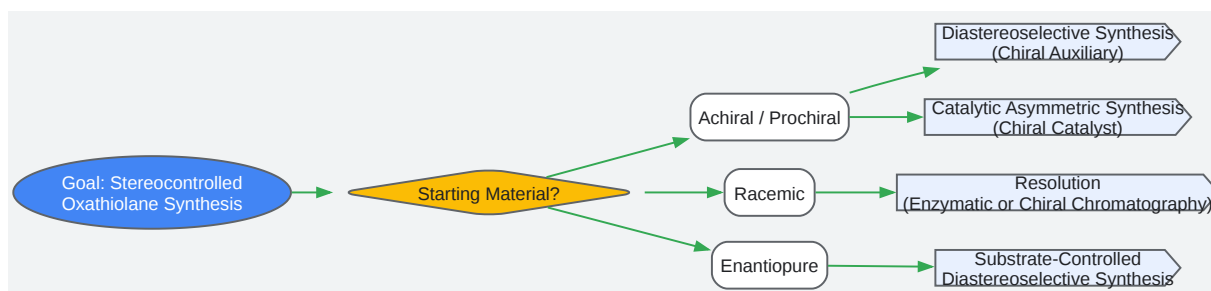 Goal: Stereocontrolled
Oxathiolane Synthesis
Starting Material?
Achiral / Prochiral
Racemic
Enantiopure
Diastereoselective Synthesis
(Chiral Auxiliary)
Catalytic Asymmetric Synthesis
(Chiral Catalyst)
Resolution
(Enzymatic or Chiral Chromatography)
Substrate-Controlled
Diastereoselective Synthesis